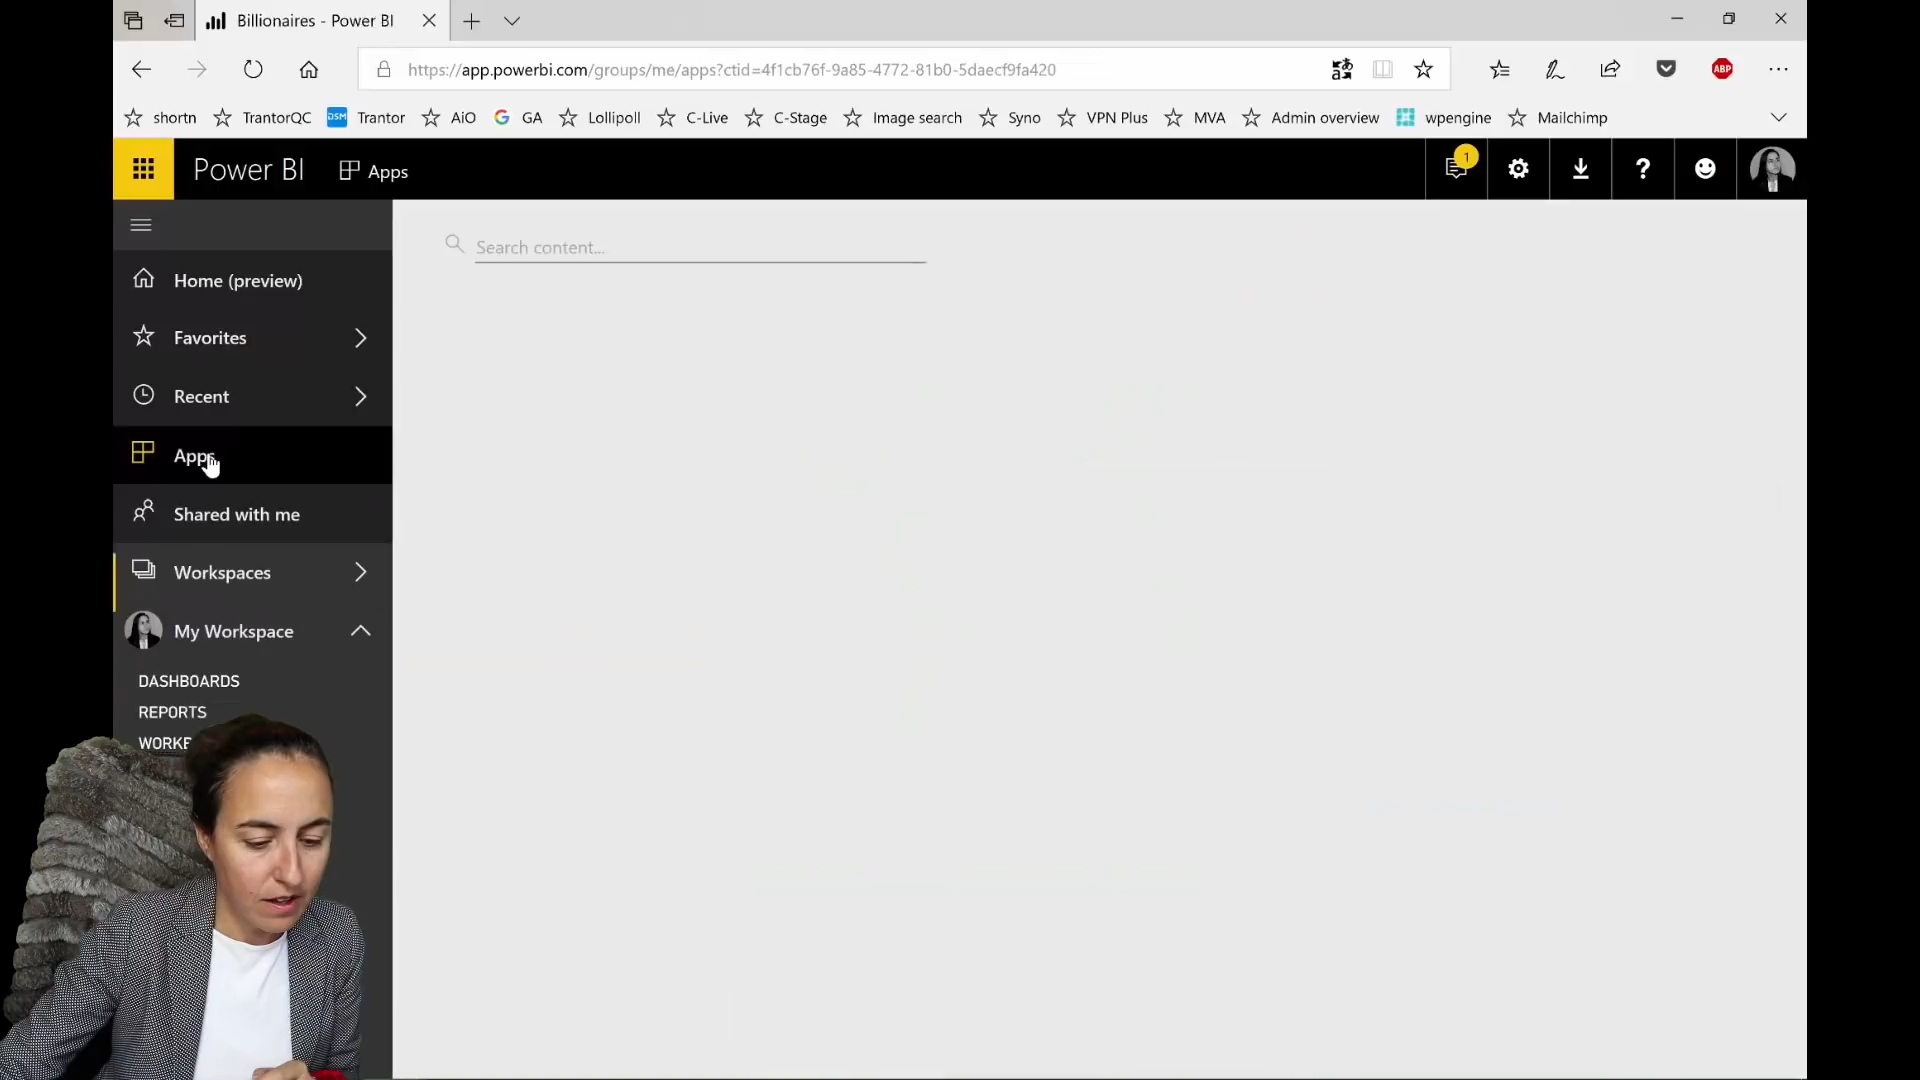 Billionaires - Power BI
https://app.powerbi.com/groups/me/apps?ctid=4f1cb76f-9a85-4772-81b0-5daecf9fa420
ABP
shortn TrantorQC DSM Trantor AiO G GA Lollipoll C-Live C-Stage Image search Syno VPN Plus MVA Admin overview wpengine Mailchimp
Power BI Apps 1 ?
Search content...
Home (preview)
Favorites
Recent
Apps
Shared with me
Workspaces
My Workspace
DASHBOARDS
REPORTS